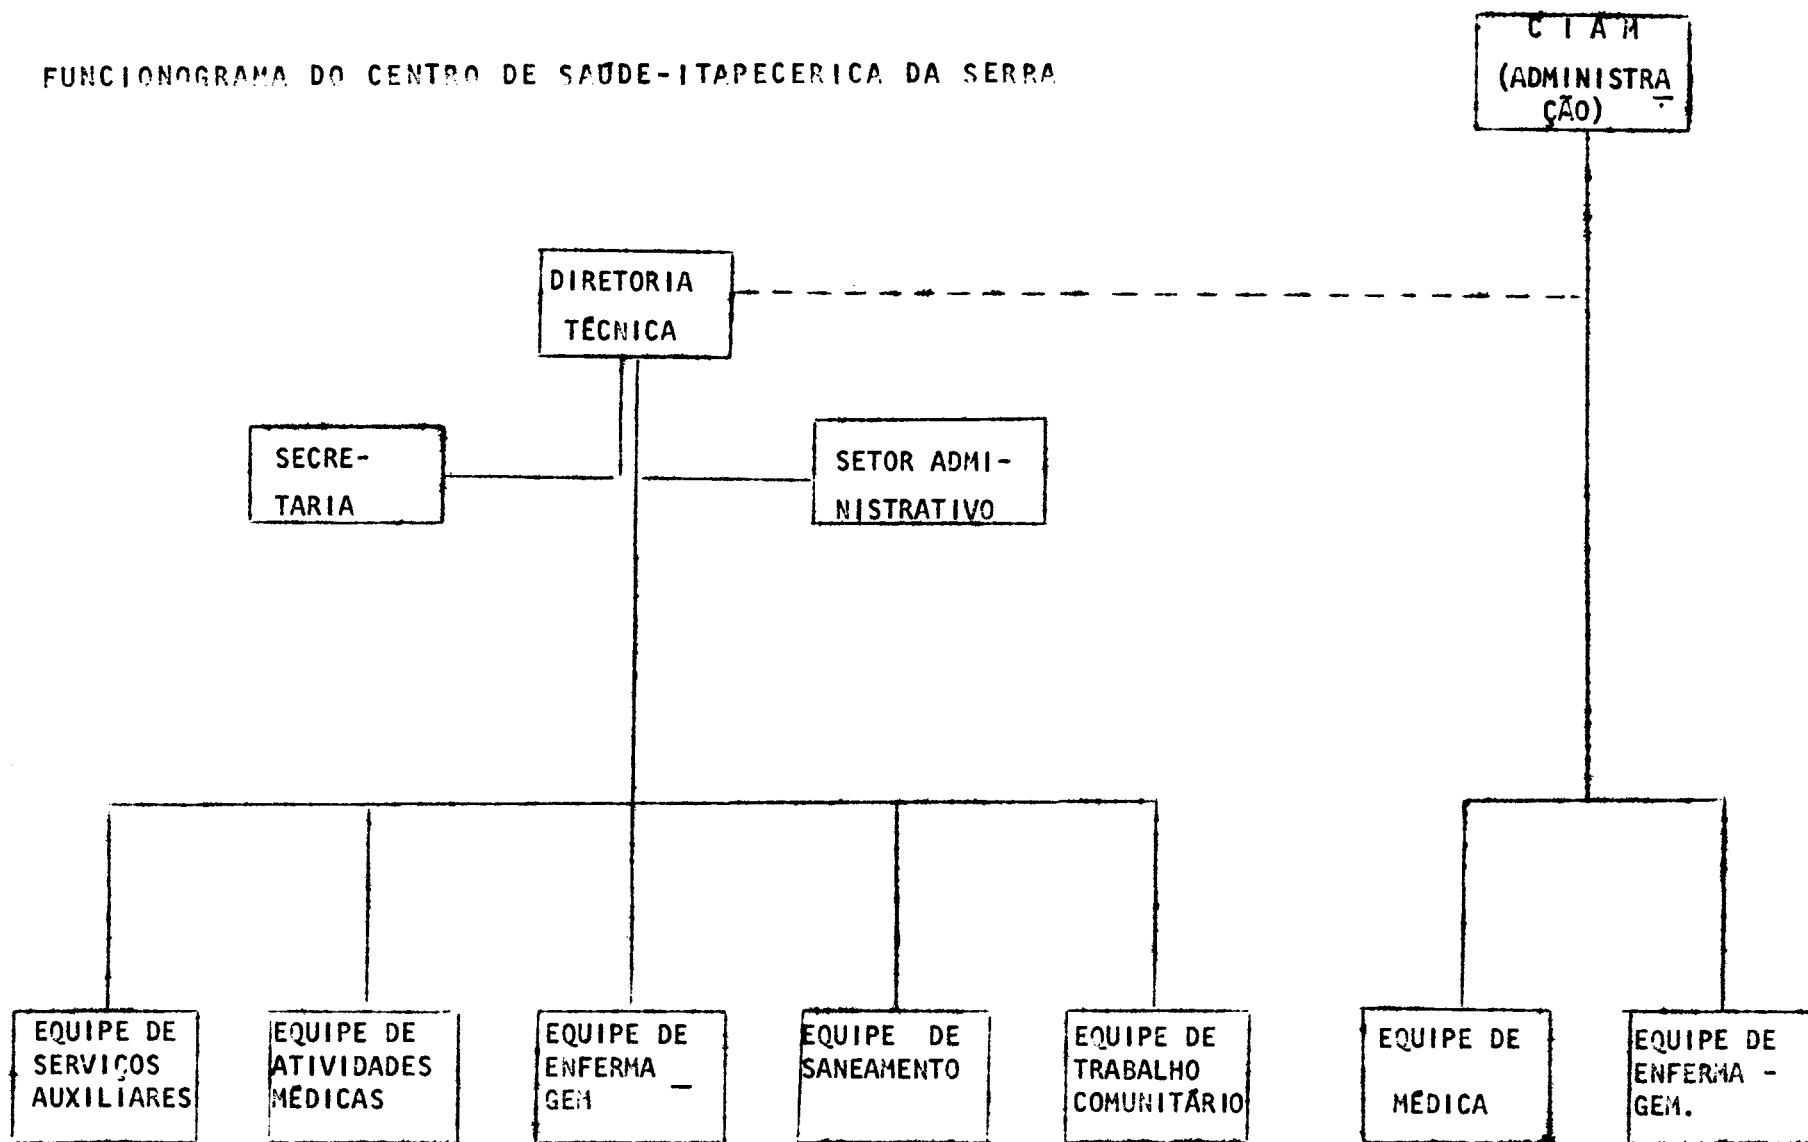 FUNCIONOGRAMA DO CENTRO DE SAÚDE-ITAPECERICA DA SERRA
C I A M
(ADMINISTRA
ÇÃO)
DIRETORIA
TÉCNICA
SECRE-
TARIA
SETOR ADMI-
NISTRATIVO
EQUIPE DE
SERVIÇOS
AUXILIARES
EQUIPE DE
ATIVIDADES
MÉDICAS
EQUIPE DE
ENFERMA_
GEM
EQUIPE DE
SANEAMENTO
EQUIPE DE
TRABALHO
COMUNITÁRIO
EQUIPE DE
MÉDICA
EQUIPE DE
ENFERMA-
GEM.